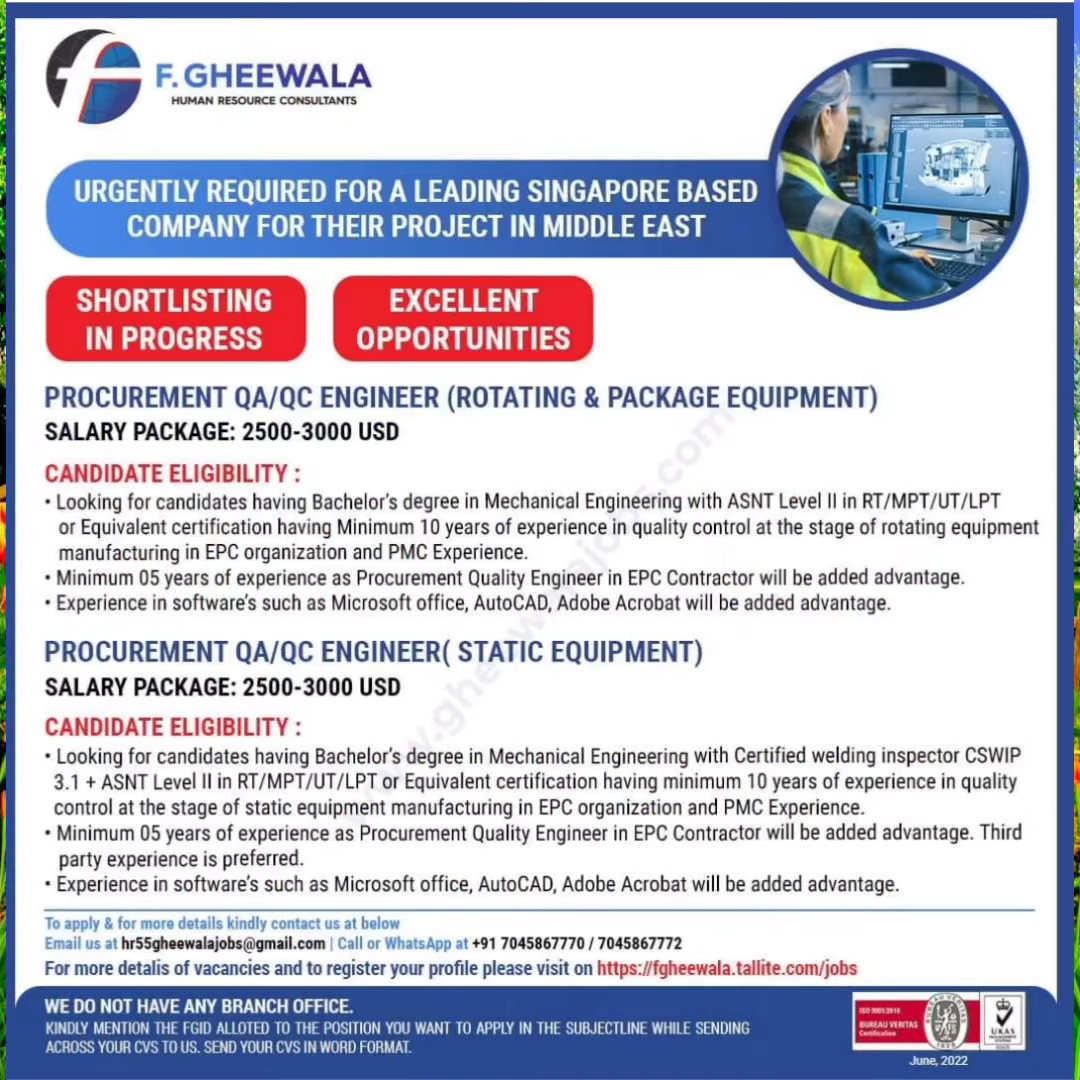 F. GHEEWALA
HUMAN RESOURCE CONSULTANTS
URGENTLY REQUIRED FOR A LEADING SINGAPORE BASED
COMPANY FOR THEIR PROJECT IN MIDDLE EAST
SHORTLISTING
IN PROGRESS
EXCELLENT
OPPORTUNITIES
PROCUREMENT QA/QC ENGINEER (ROTATING & PACKAGE EQUIPMENT)
SALARY PACKAGE: 2500-3000 USD
CANDIDATE ELIGIBILITY :
• Looking for candidates having Bachelor's degree in Mechanical Engineering with ASNT Level II in RT/MPT/UT/LPT
or Equivalent certification having Minimum 10 years of experience in quality control at the stage of rotating equipment
manufacturing in EPC organization and PMC Experience.
• Minimum 05 years of experience as Procurement Quality Engineer in EPC Contractor will be added advantage.
• Experience in software's such as Microsoft office, AutoCAD, Adobe Acrobat will be added advantage.
PROCUREMENT QA/QC ENGINEER( STATIC EQUIPMENT)
SALARY PACKAGE: 2500-3000 USD
CANDIDATE ELIGIBILITY :
• Looking for candidates having Bachelor's degree in Mechanical Engineering with Certified welding inspector CSWIP
3.1 + ASNT Level II in RT/MPT/UT/LPT or Equivalent certification having minimum 10 years of experience in quality
control at the stage of static equipment manufacturing in EPC organization and PMC Experience.
• Minimum 05 years of experience as Procurement Quality Engineer in EPC Contractor will be added advantage. Third
party experience is preferred.
• Experience in software's such as Microsoft office, AutoCAD, Adobe Acrobat will be added advantage.
To apply & for more details kindly contact us at below
Email us at hr55gheewalajobs@gmail.com | Call or WhatsApp at +91 7045867770 / 7045867772
For more detalis of vacancies and to register your profile please visit on https://fgheewala.tallite.com/jobs
WE DO NOT HAVE ANY BRANCH OFFICE.
KINDLY MENTION THE FGID ALLOTED TO THE POSITION YOU WANT TO APPLY IN THE SUBJECTLINE WHILE SENDING
ACROSS YOUR CVS TO US. SEND YOUR CVS IN WORD FORMAT.
ISO 9001:2015
BUREAU VERITAS
Certification
UKAS
June, 2022